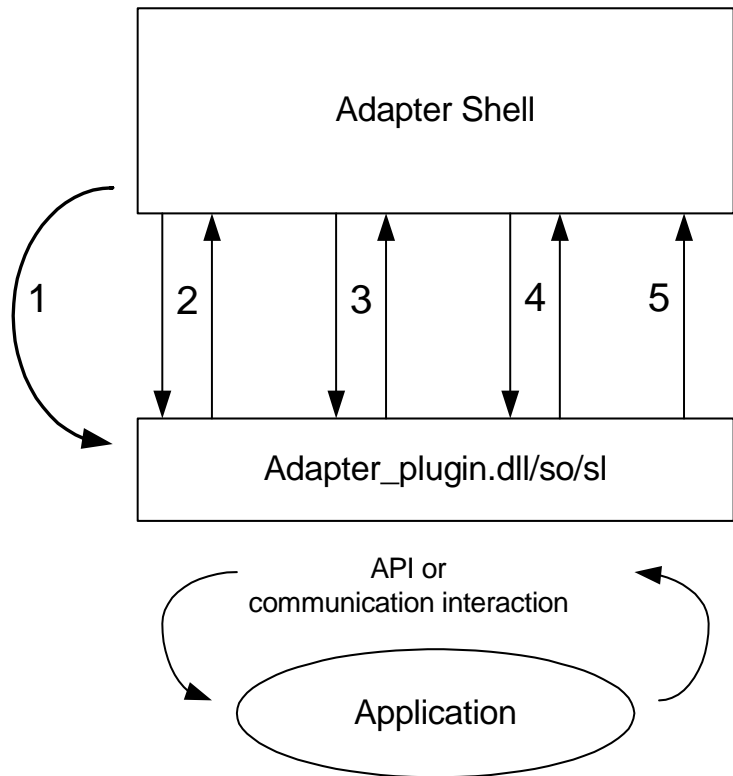 Adapter Shell
1
2
3
4
5
Adapter_plugin.dll/so/sl
API or
communication interaction
Application